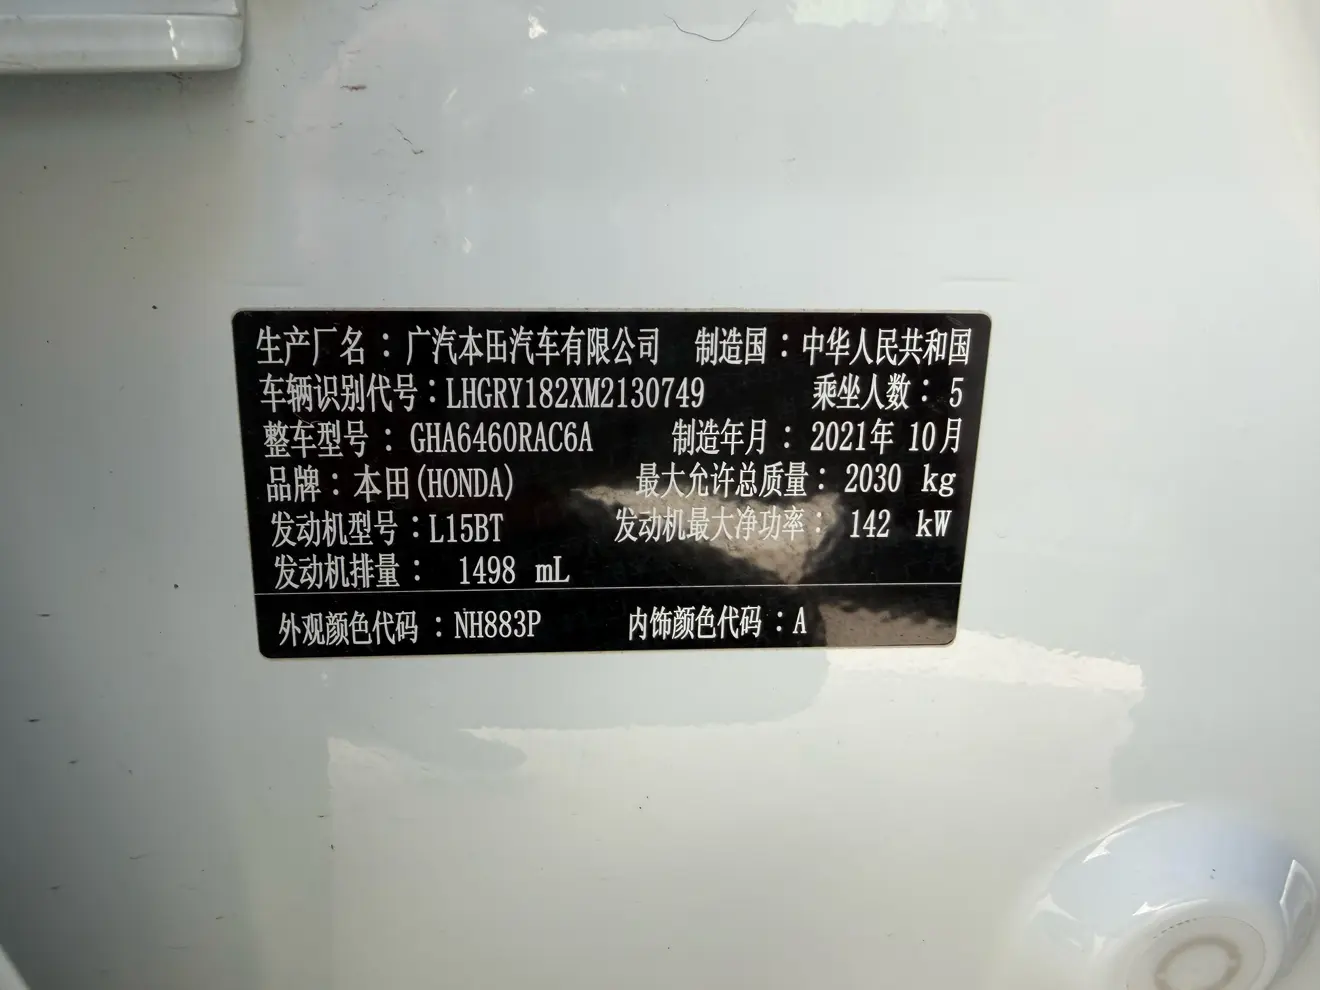 生产厂名：广汽本田汽车有限公司 制造国：中华人民共和国
车辆识别代号：LHGRY182XM2130749 乘坐人数：5
整车型号：GHA6460RAC6A 制造年月：2021年10月
品牌：本田(HONDA) 最大允许总质量：2030 kg
发动机型号：L15BT 发动机最大净功率：142 kW
发动机排量：1498 mL
外观颜色代码：NH883P 内饰颜色代码：A